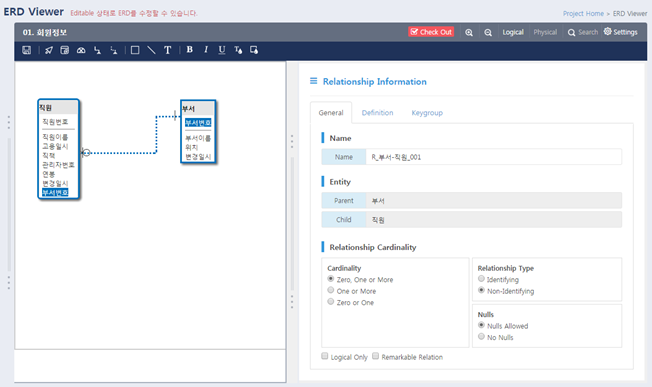 ERD Viewer Editable 상태로 ERD를 수정할 수 있습니다.
Project Home > ERD Viewer
01. 회원정보
Check Out Logical Physical Search Settings
T B I U T
직원
직원번호
직원이름
고용일시
직책
관리자번호
연봉
변경일시
부서번호
부서
부서번호
부서이름
위치
변경일시
Relationship Information
General Definition Keygroup
Name
Name R_부서-직원_001
Entity
Parent 부서
Child 직원
Relationship Cardinality
Cardinality
Zero, One or More
One or More
Zero or One
Relationship Type
Identifying
Non-Identifying
Nulls
Nulls Allowed
No Nulls
Logical Only Remarkable Relation